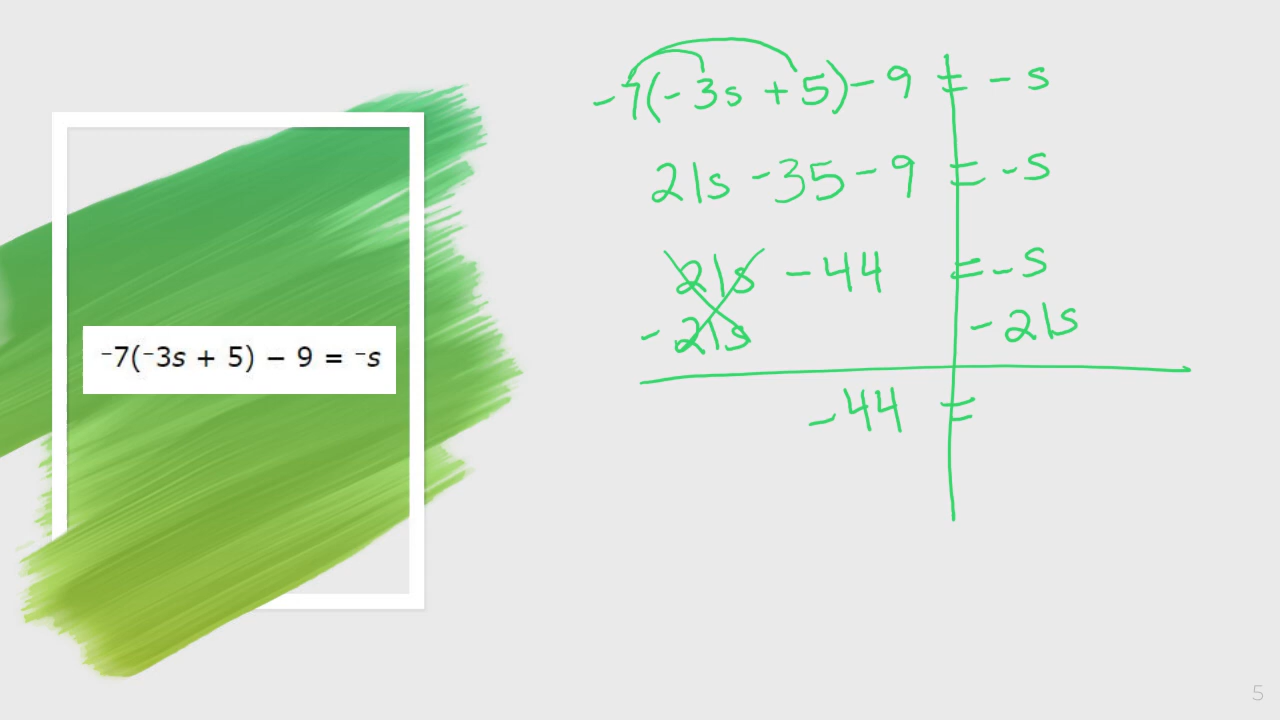 ⁻7(⁻3s + 5) − 9 = ⁻s
-7(-3s + 5) - 9 = - s
21s - 35 - 9 = - s
21s - 44 = - s
- 21s - 21s
- 44 =
5